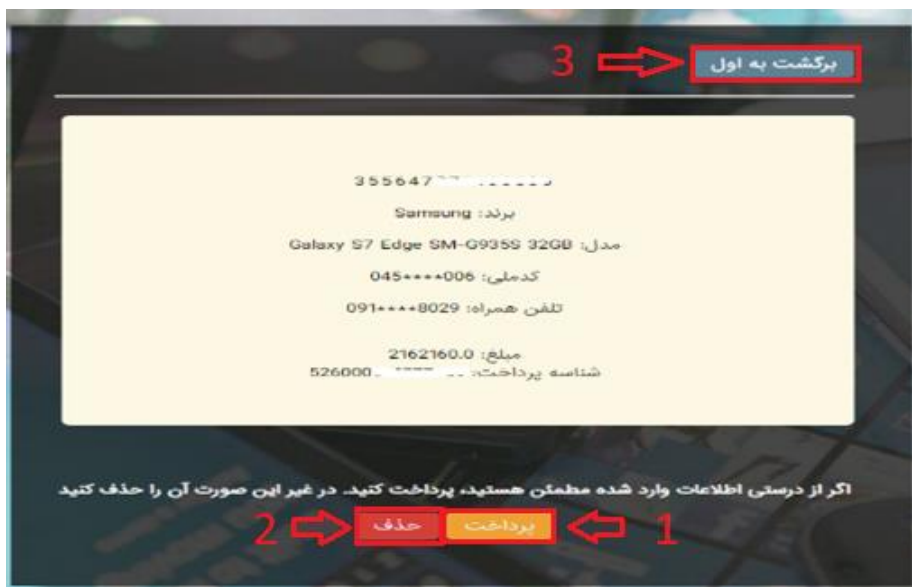 برگشت به اول
3
355647
برند: Samsung
مدل: Galaxy S7 Edge SM-G935S 32GB
کدملی: 045****006
تلفن همراه: 091****8029
مبلغ: 2162160.0
شناسه پرداخت: 526000
اگر از درستی اطلاعات وارد شده مطمئن هستید، پرداخت کنید. در غیر این صورت آن را حذف کنید
1 پرداخت حذف 2